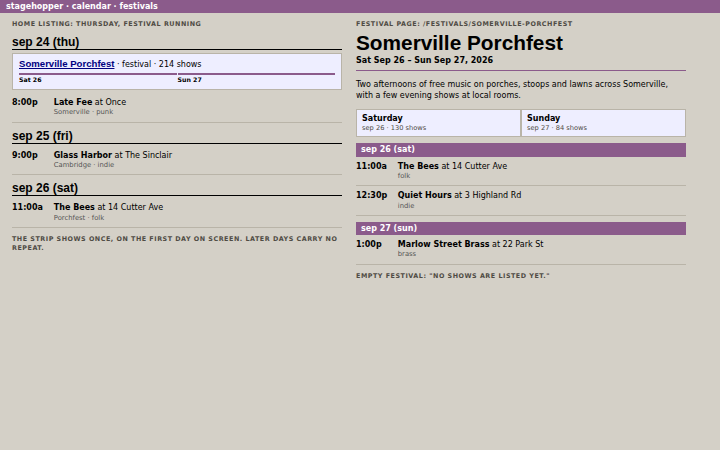 stagehopper · calendar · festivals
HOME LISTING: THURSDAY, FESTIVAL RUNNING
sep 24 (thu)
Somerville Porchfest · festival · 214 shows
Sat 26
Sun 27
8:00p Late Fee at Once
Somerville · punk
sep 25 (fri)
9:00p Glass Harbor at The Sinclair
Cambridge · indie
sep 26 (sat)
11:00a The Bees at 14 Cutter Ave
Porchfest · folk
THE STRIP SHOWS ONCE, ON THE FIRST DAY ON SCREEN. LATER DAYS CARRY NO
REPEAT.
FESTIVAL PAGE: /FESTIVALS/SOMERVILLE-PORCHFEST
Somerville Porchfest
Sat Sep 26 – Sun Sep 27, 2026
Two afternoons of free music on porches, stoops and lawns across Somerville,
with a few evening shows at local rooms.
Saturday
sep 26 · 130 shows
Sunday
sep 27 · 84 shows
sep 26 (sat)
11:00a The Bees at 14 Cutter Ave
folk
12:30p Quiet Hours at 3 Highland Rd
indie
sep 27 (sun)
1:00p Marlow Street Brass at 22 Park St
brass
EMPTY FESTIVAL: "NO SHOWS ARE LISTED YET."